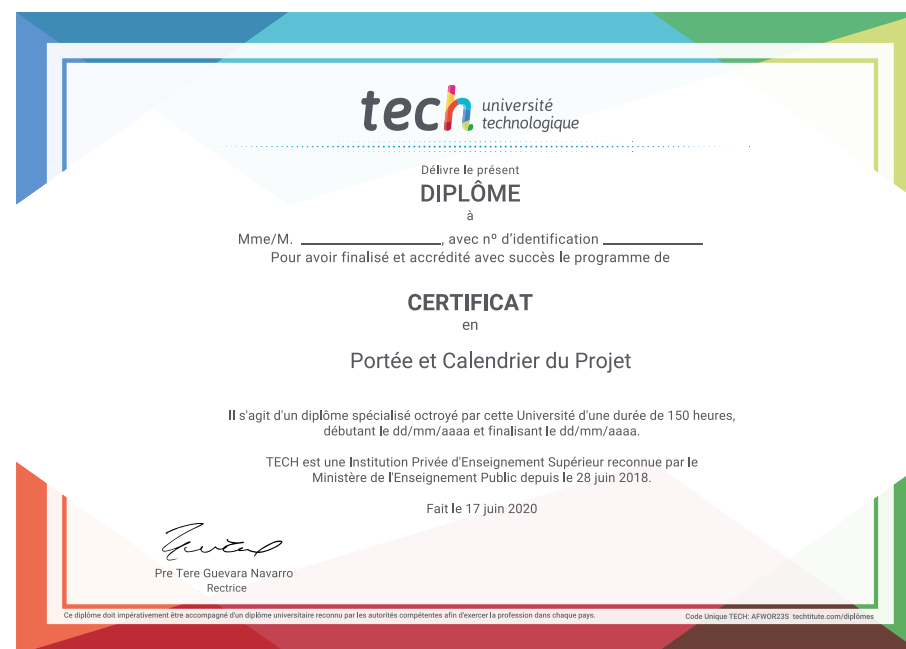 tech université
technologique
Délivre le présent
DIPLÔME
à
Mme/M. ____________________, avec nº d'identification ______________
Pour avoir finalisé et accrédité avec succès le programme de
CERTIFICAT
en
Portée et Calendrier du Projet
Il s'agit d'un diplôme spécialisé octroyé par cette Université d'une durée de 150 heures,
débutant le dd/mm/aaaa et finalisant le dd/mm/aaaa.
TECH est une Institution Privée d'Enseignement Supérieur reconnue par le
Ministère de l'Enseignement Public depuis le 28 juin 2018.
Fait le 17 juin 2020
Pre Tere Guevara Navarro
Rectrice
Ce diplôme doit impérativement être accompagné d'un diplôme universitaire reconnu par les autorités compétentes afin d'exercer la profession dans chaque pays.
Code Unique TECH: AFWOR23S techtitute.com/diplômes